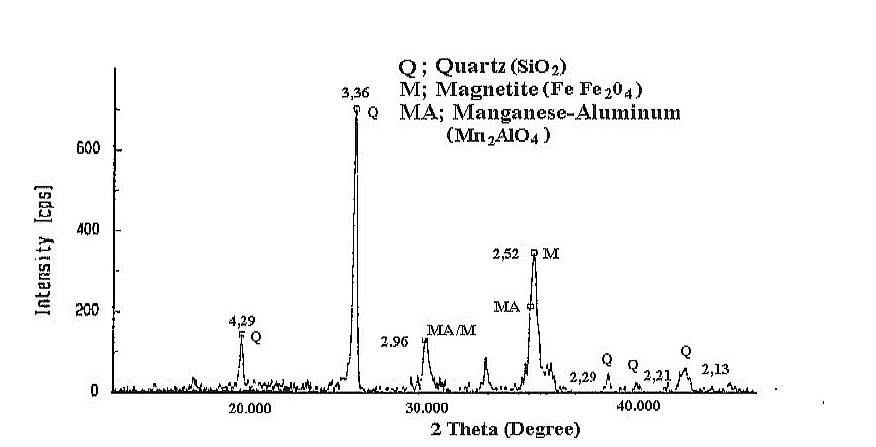 Q ; Quartz (SiO2)
M; Magnetite (Fe Fe2O4)
MA; Manganese-Aluminum
(Mn2AlO4)
3,36
Q
600
400
200
0
Intensity [cps]
4,29
Q
2.96
MA/M
2,52
M
MA
2,29
Q
Q
2,21
Q
2,13
20.000
30.000
40.000
2 Theta (Degree)